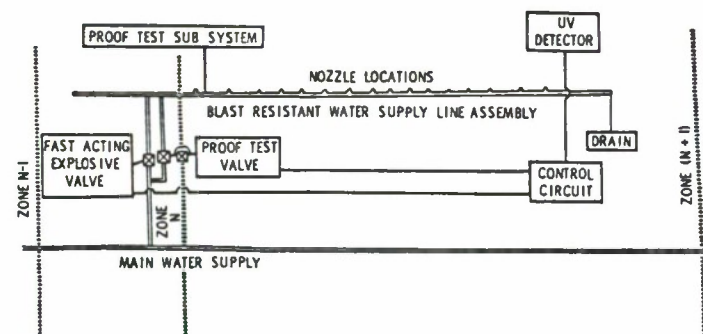 PROOF TEST SUB SYSTEM
UV
DETECTOR
NOZZLE LOCATIONS
BLAST RESISTANT WATER SUPPLY LINE ASSEMBLY
FAST ACTING
EXPLOSIVE
VALVE
PROOF TEST
VALVE
DRAIN
CONTROL
CIRCUIT
ZONE N-1
ZONE
N
ZONE (N + 1)
MAIN WATER SUPPLY